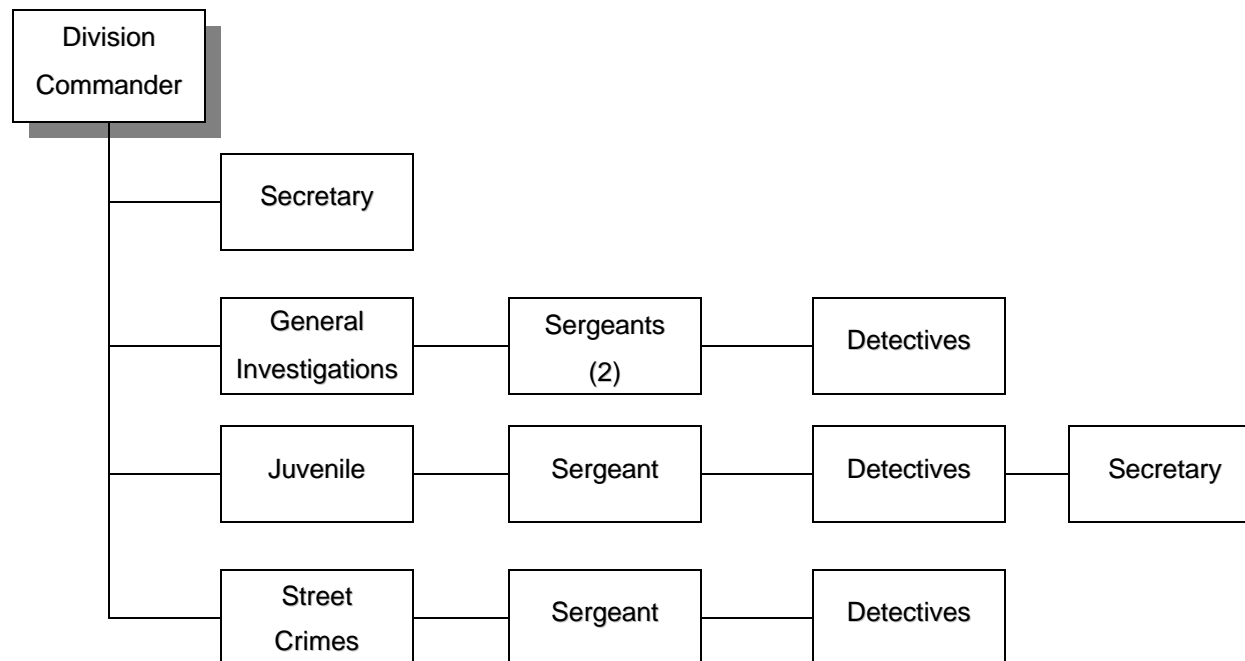 Division
Commander
Secretary
General
Investigations
Sergeants
(2)
Detectives
Juvenile
Sergeant
Detectives
Secretary
Street
Crimes
Sergeant
Detectives